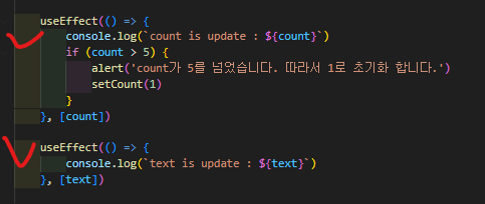 useEffect(() => {
console.log(`count is update : ${count}`)
if (count > 5) {
alert('count가 5를 넘었습니다. 따라서 1로 초기화 합니다.')
setCount(1)
}
}, [count])
useEffect(() => {
console.log(`text is update : ${text}`)
}, [text])